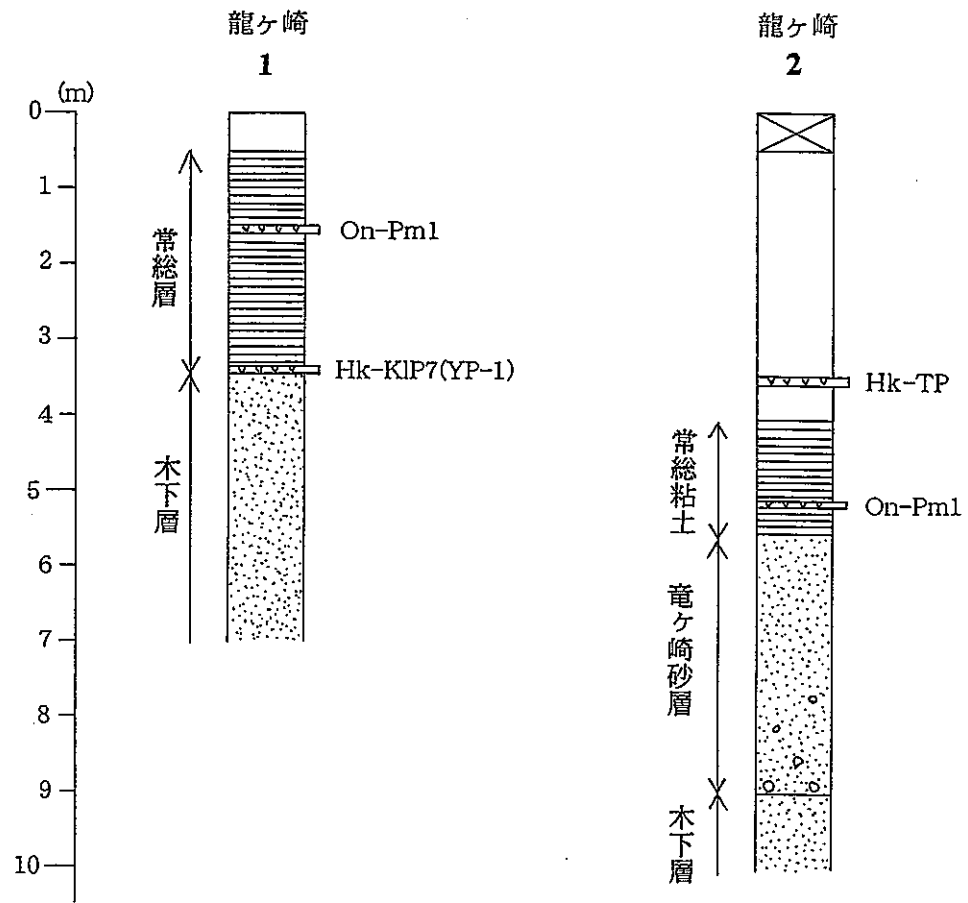 龍ヶ崎
1
龍ヶ崎
2
(m)
0
1
2
3
4
5
6
7
8
9
10
常総層
木下層
On-Pm1
Hk-KlP7(YP-1)
常総粘土
竜ヶ崎砂層
木下層
Hk-TP
On-Pm1